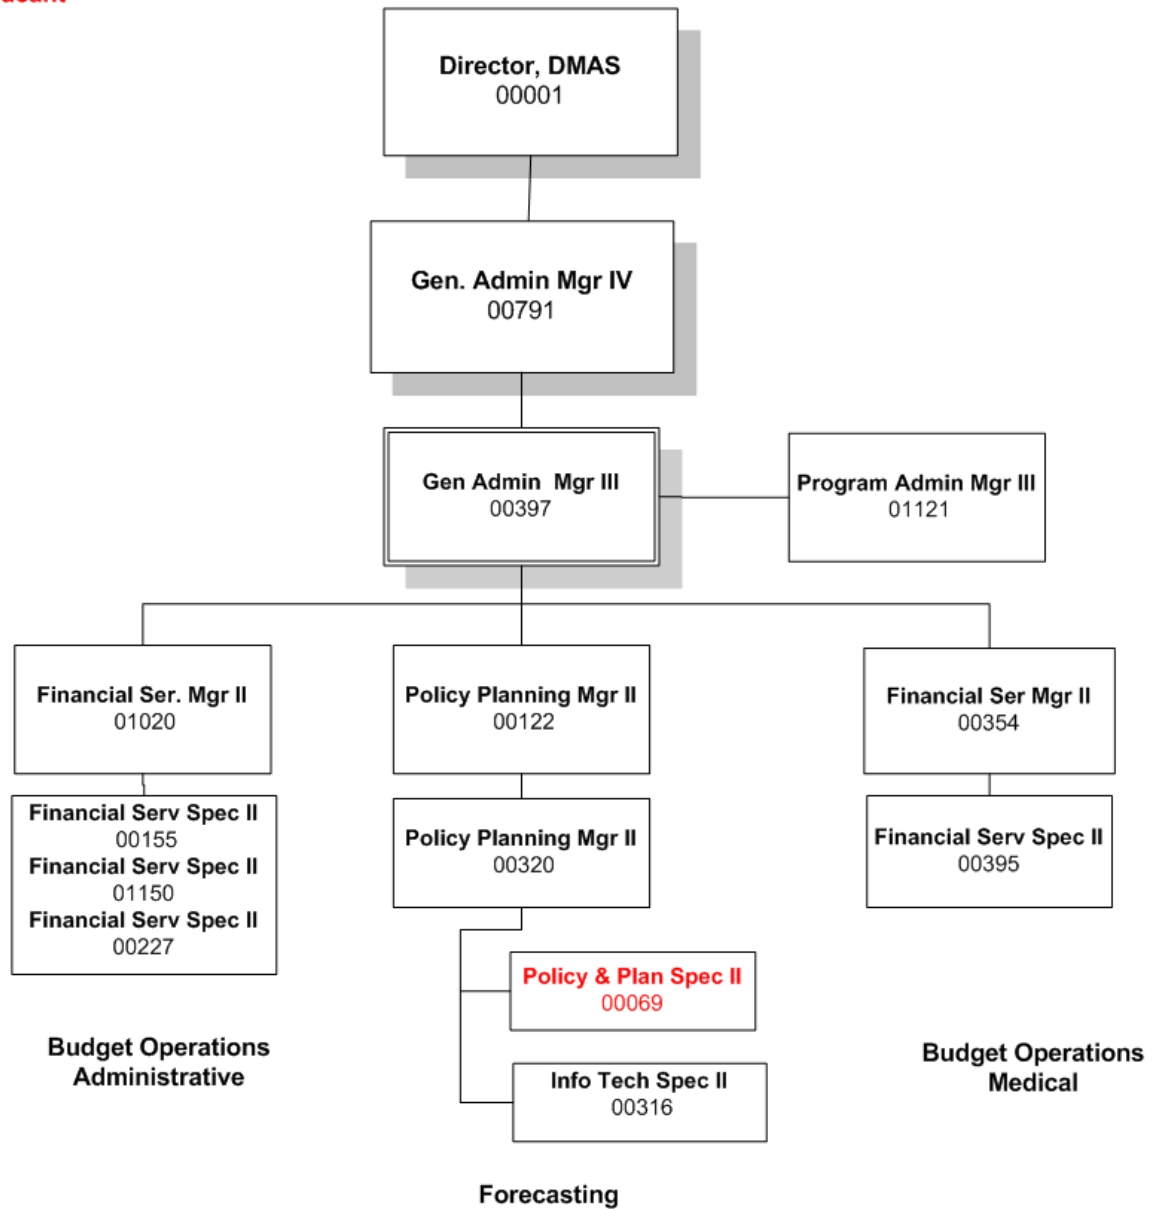 Director, DMAS
00001
Gen. Admin Mgr IV
00791
Gen Admin Mgr III
00397
Program Admin Mgr III
01121
Financial Ser. Mgr II
01020
Policy Planning Mgr II
00122
Financial Ser Mgr II
00354
Financial Serv Spec II
00155
Financial Serv Spec II
01150
Financial Serv Spec II
00227
Policy Planning Mgr II
00320
Financial Serv Spec II
00395
Policy & Plan Spec II
00069
Info Tech Spec II
00316
Budget Operations
Administrative
Forecasting
Budget Operations
Medical